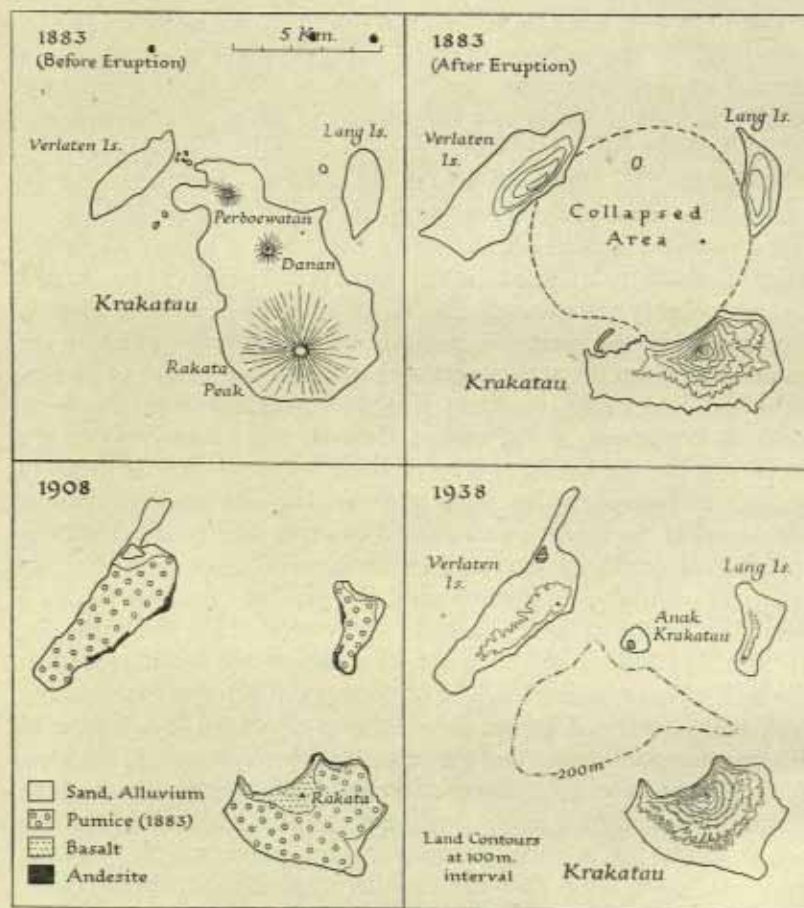 1883
(Before Eruption)
5 Km.
Verlaten Is.
Lang Is.
Perboewatan
Danan
Krakatau
Rakata
Peak
1883
(After Eruption)
Verlaten
Is.
Lang Is.
Collapsed
Area
Krakatau
1908
Rakata
Sand, Alluvium
Pumice (1883)
Basalt
Andesite
1938
Verlaten
Is.
Lang Is.
Anak
Krakatau
200m
Land Contours
at 100m.
interval
Krakatau